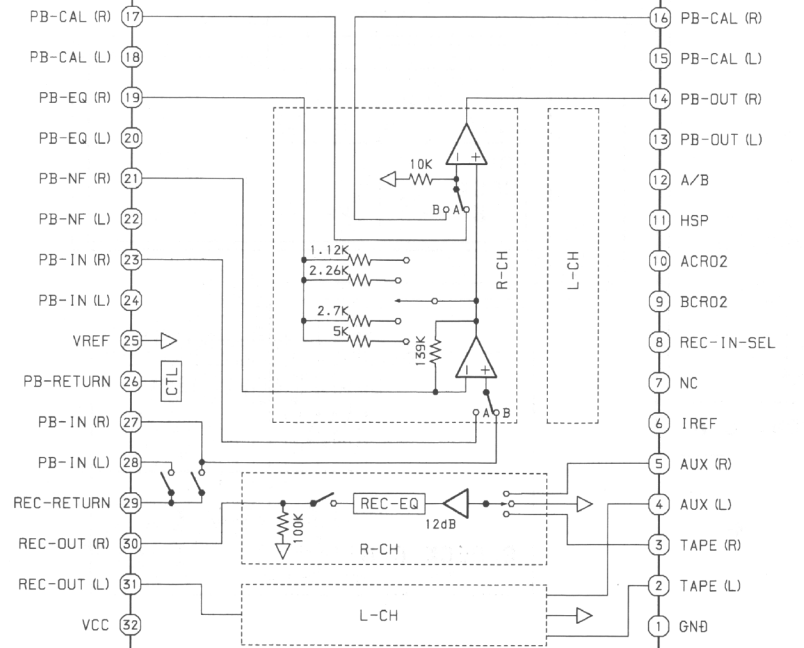 PB-CAL (R) 17
16 PB-CAL (R)
PB-CAL (L) 18
15 PB-CAL (L)
PB-EQ (R) 19
14 PB-OUT (R)
PB-EQ (L) 20
13 PB-OUT (L)
- +
10K
PB-NF (R) 21
12 A/B
B A
PB-NF (L) 22
11 HSP
1.12K
PB-IN (R) 23
10 ACRO2
2.26K
R-CH
L-CH
PB-IN (L) 24
9 BCRO2
2.7K
5K
139K
VREF 25
8 REC-IN-SEL
- +
PB-RETURN 26
CTL
7 NC
A B
PB-IN (R) 27
6 IREF
PB-IN (L) 28
5 AUX (R)
REC-RETURN 29
REC-EQ
4 AUX (L)
12dB
100K
REC-OUT (R) 30
R-CH
3 TAPE (R)
REC-OUT (L) 31
2 TAPE (L)
L-CH
VCC 32
1 GND